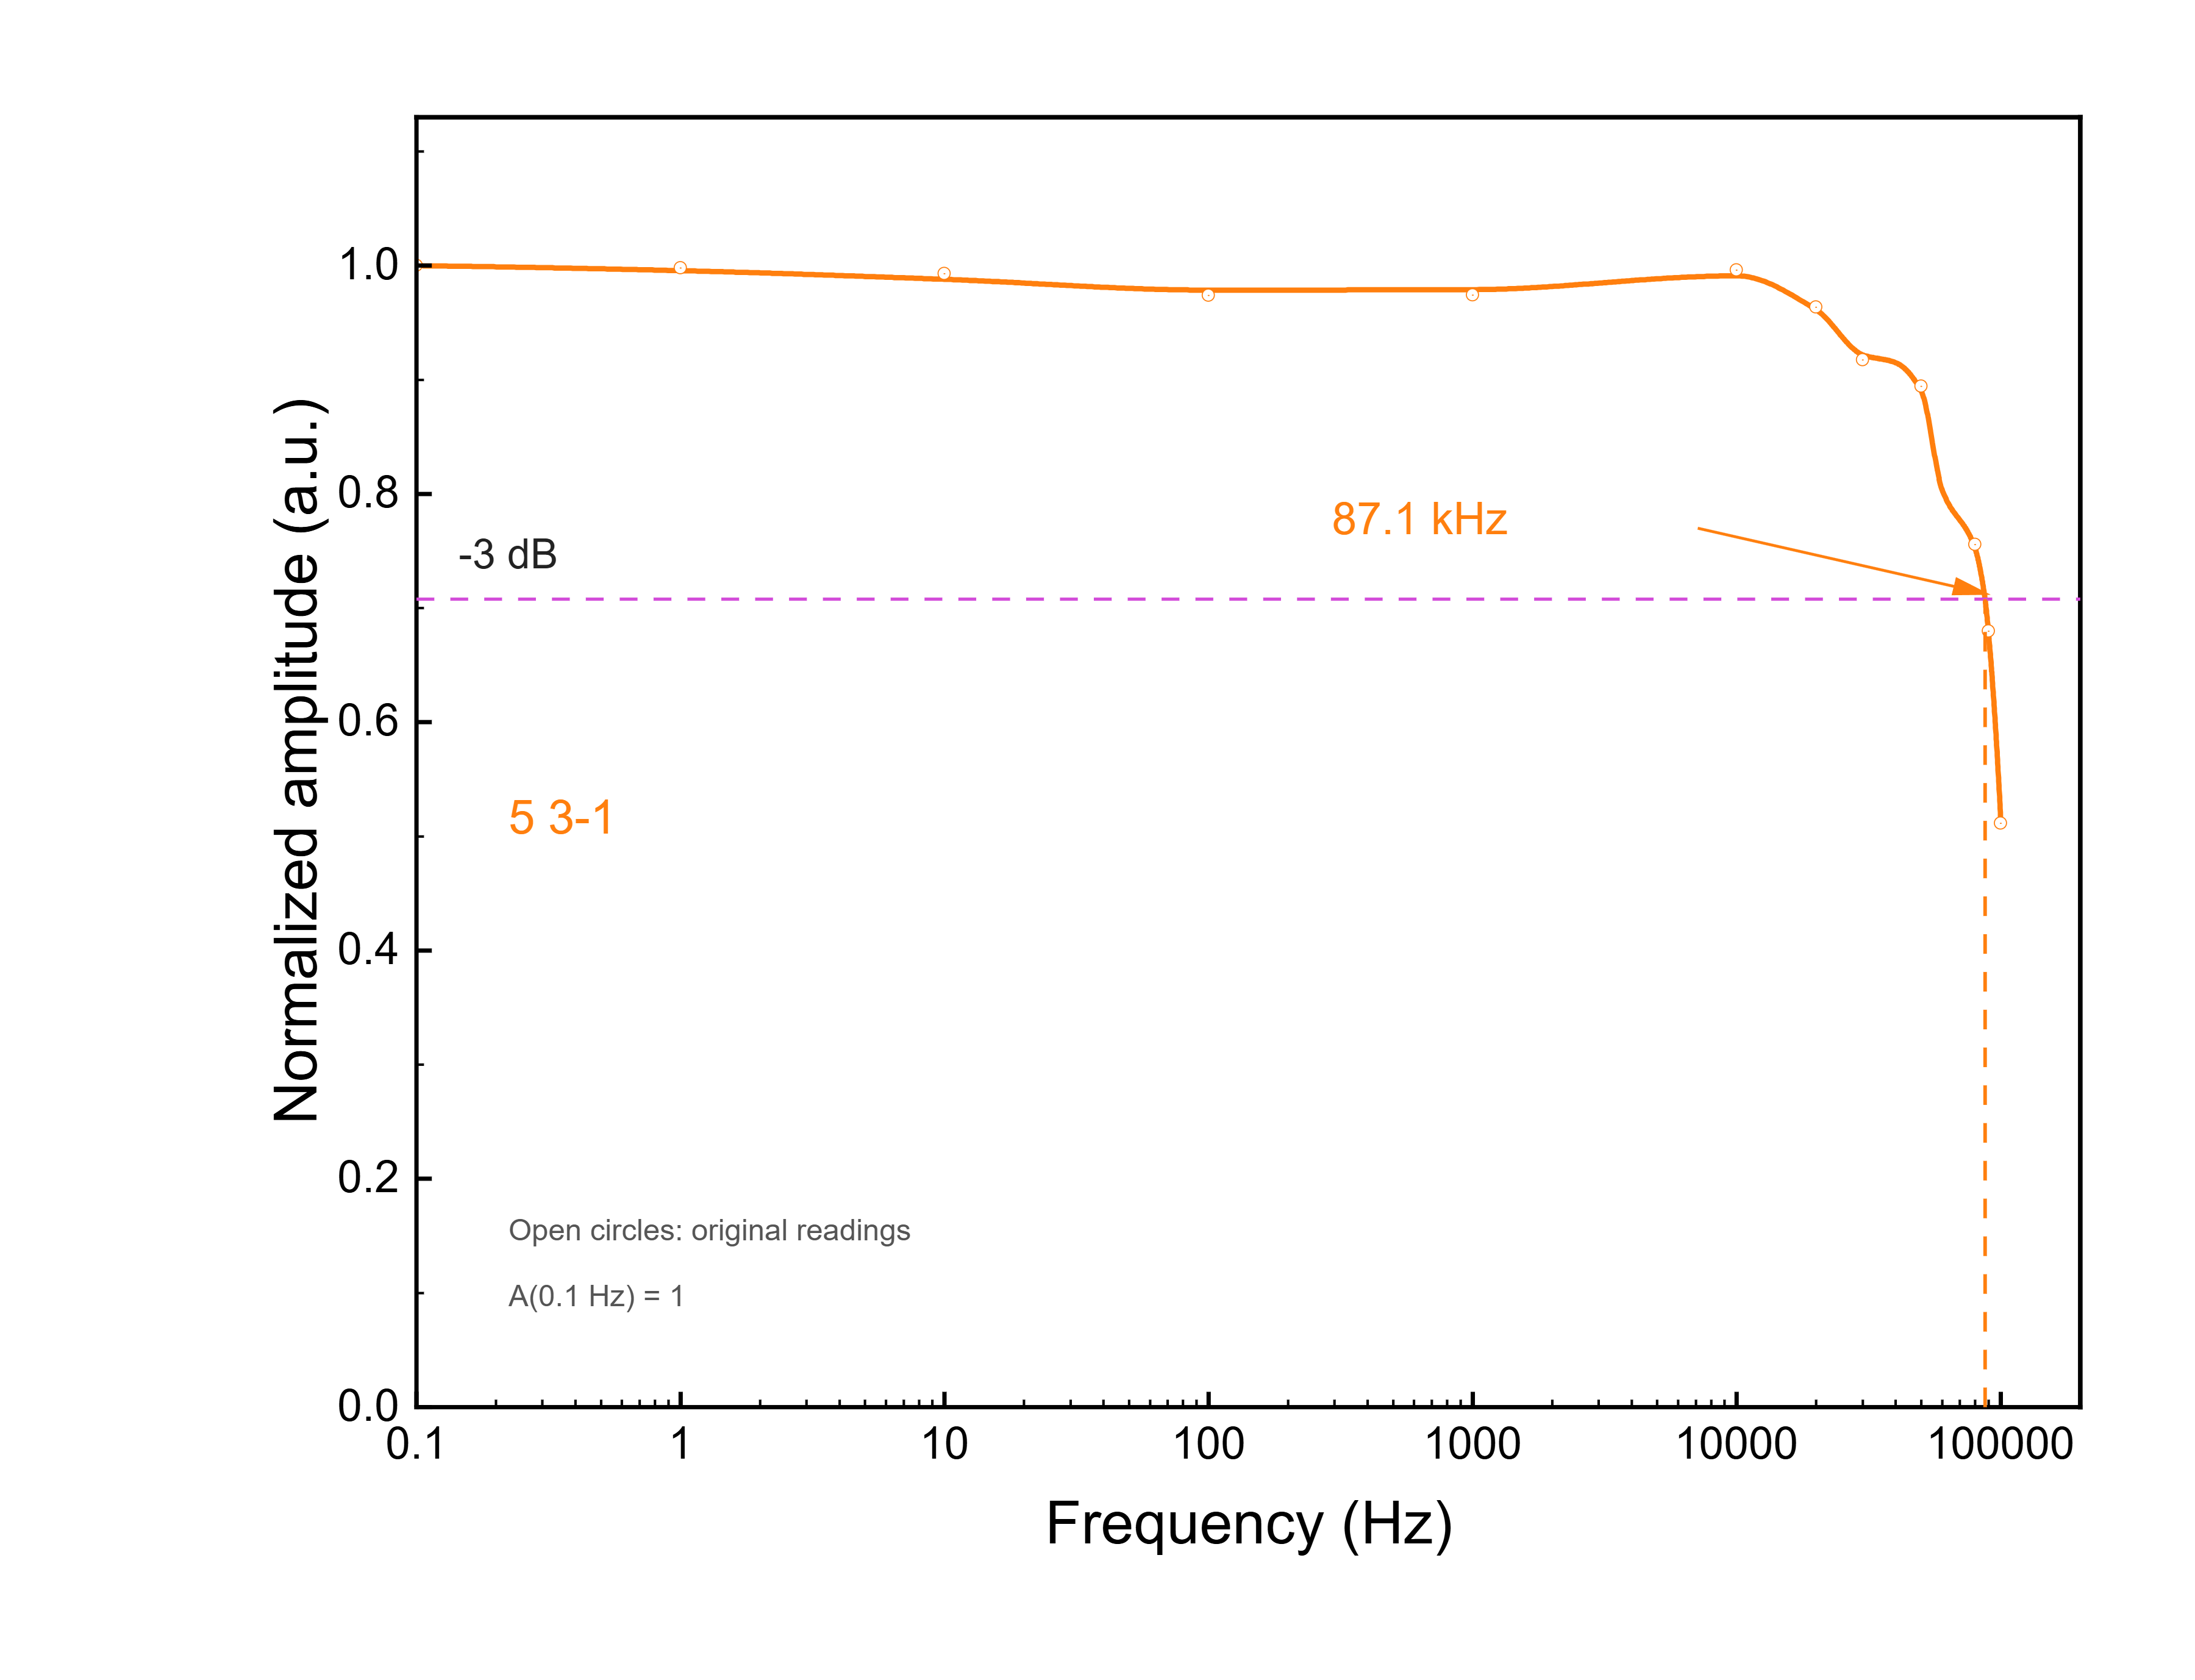 1.0
0.8
0.6
0.4
0.2
0.0
Normalized amplitude (a.u.)
-3 dB
87.1 kHz
5 3-1
Open circles: original readings
A(0.1 Hz) = 1
0.1 1 10 100 1000 10000 100000
Frequency (Hz)